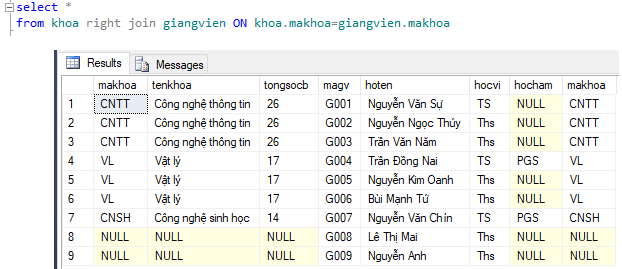 select *
from khoa right join giangvien ON khoa.makhoa=giangvien.makhoa
Results Messages
makhoa tenkhoa tongsocb magv hoten hocvi hocham makhoa
1 CNTT Công nghệ thông tin 26 G001 Nguyễn Văn Sự TS NULL CNTT
2 CNTT Công nghệ thông tin 26 G002 Nguyễn Ngọc Thúy Ths NULL CNTT
3 CNTT Công nghệ thông tin 26 G003 Trần Văn Năm Ths NULL CNTT
4 VL Vật lý 17 G004 Trần Đồng Nai TS PGS VL
5 VL Vật lý 17 G005 Nguyễn Kim Oanh Ths NULL VL
6 VL Vật lý 17 G006 Bùi Mạnh Tứ Ths NULL VL
7 CNSH Công nghệ sinh học 14 G007 Nguyễn Văn Chín TS PGS CNSH
8 NULL NULL NULL G008 Lê Thị Mai Ths NULL NULL
9 NULL NULL NULL G009 Nguyễn Anh Ths NULL NULL